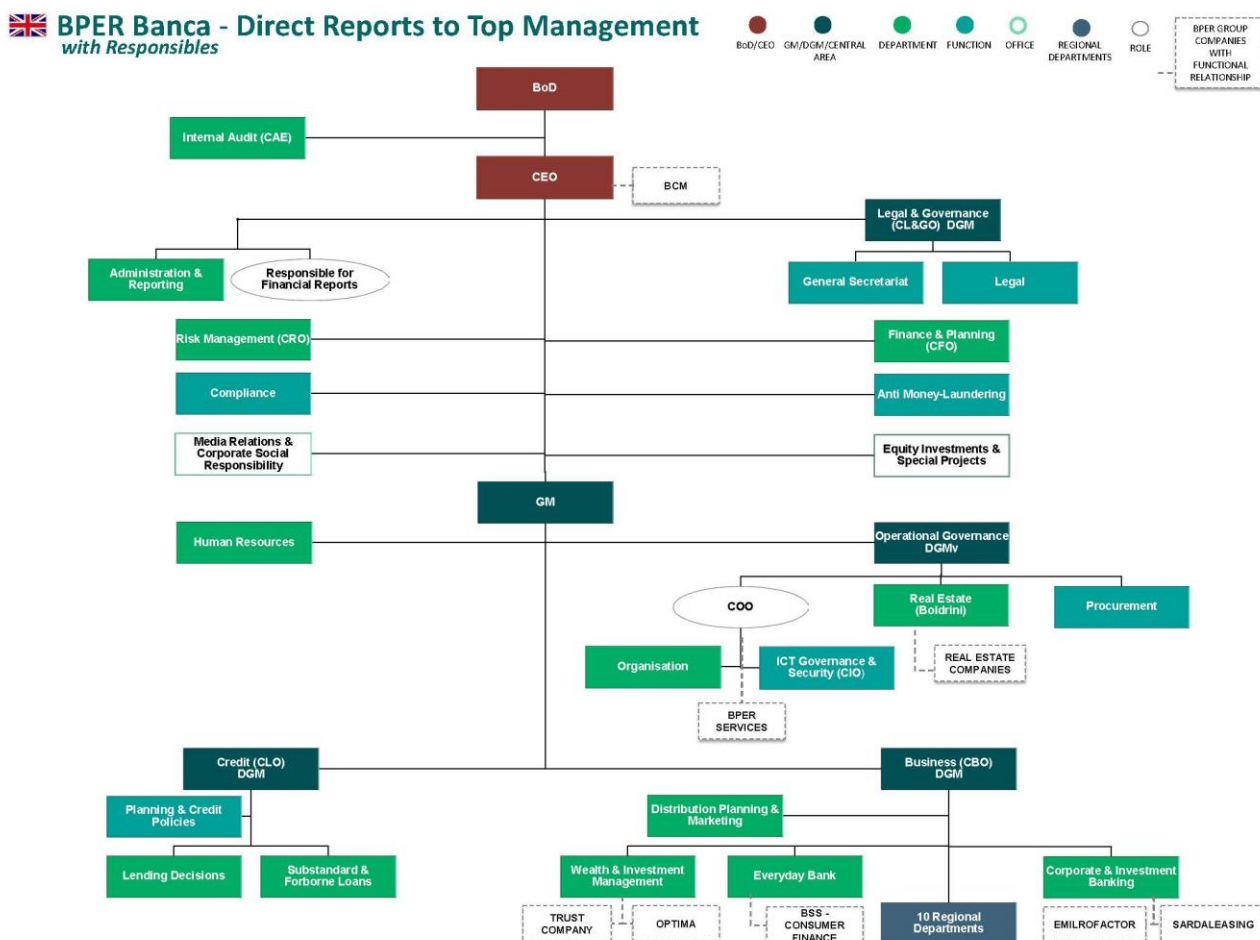 BPER Banca - Direct Reports to Top Management
with Responsibles
BoD/CEO
GM/DGM/CENTRAL
AREA
DEPARTMENT
FUNCTION
OFFICE
REGIONAL
DEPARTMENTS
ROLE
BPER GROUP
COMPANIES
WITH
FUNCTIONAL
RELATIONSHIP
BoD
Internal Audit (CAE)
CEO
BCM
Legal & Governance
(CL&GO) DGM
Administration &
Reporting
Responsible for
Financial Reports
General Secretariat
Legal
Risk Management (CRO)
Finance & Planning
(CFO)
Compliance
Anti Money-Laundering
Media Relations &
Corporate Social
Responsibility
Equity Investments &
Special Projects
GM
Human Resources
Operational Governance
DGMv
COO
Real Estate
(Boldrini)
Procurement
Organisation
ICT Governance &
Security (CIO)
REAL ESTATE
COMPANIES
BPER
SERVICES
Credit (CLO)
DGM
Business (CBO)
DGM
Planning & Credit
Policies
Distribution Planning &
Marketing
Lending Decisions
Substandard &
Forborne Loans
Wealth & Investment
Management
Everyday Bank
Corporate & Investment
Banking
TRUST
COMPANY
OPTIMA
BSS -
CONSUMER
FINANCE
10 Regional
Departments
EMILROFACTOR
SARDALEASING